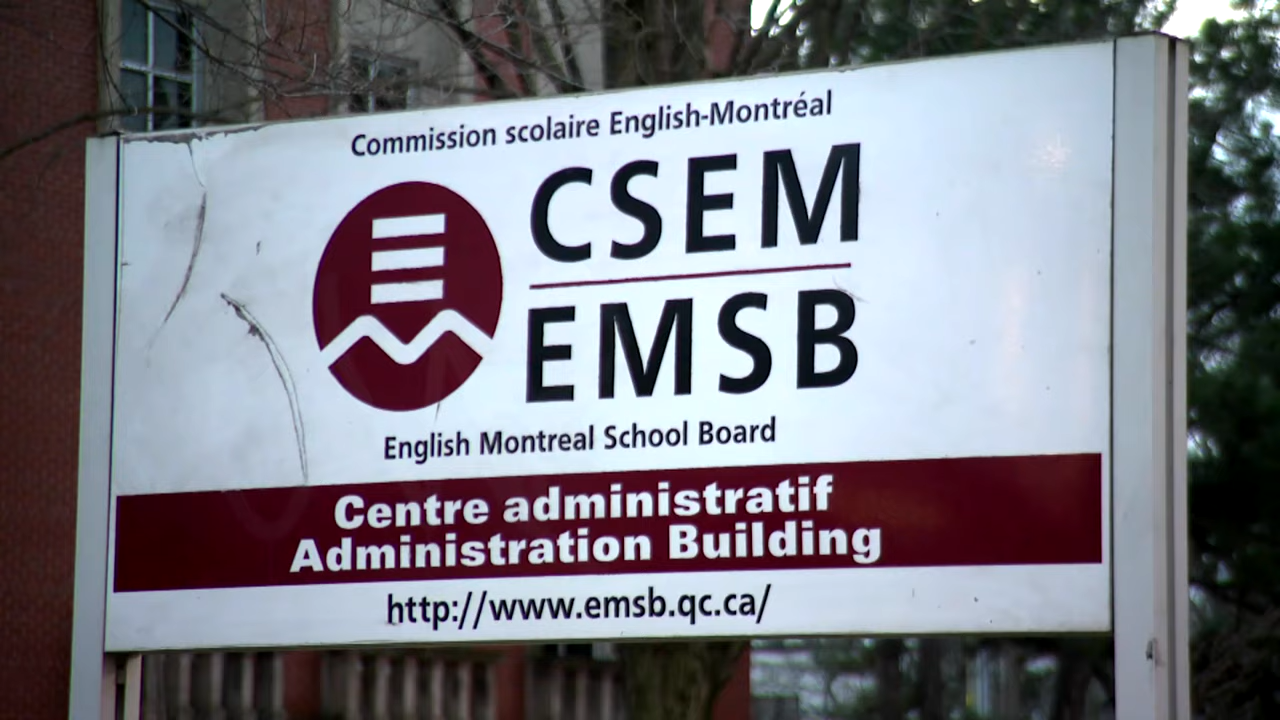 Commission scolaire English-Montréal
CSEM
EMSB
English Montreal School Board
Centre administratif
Administration Building
http://www.emsb.qc.ca/